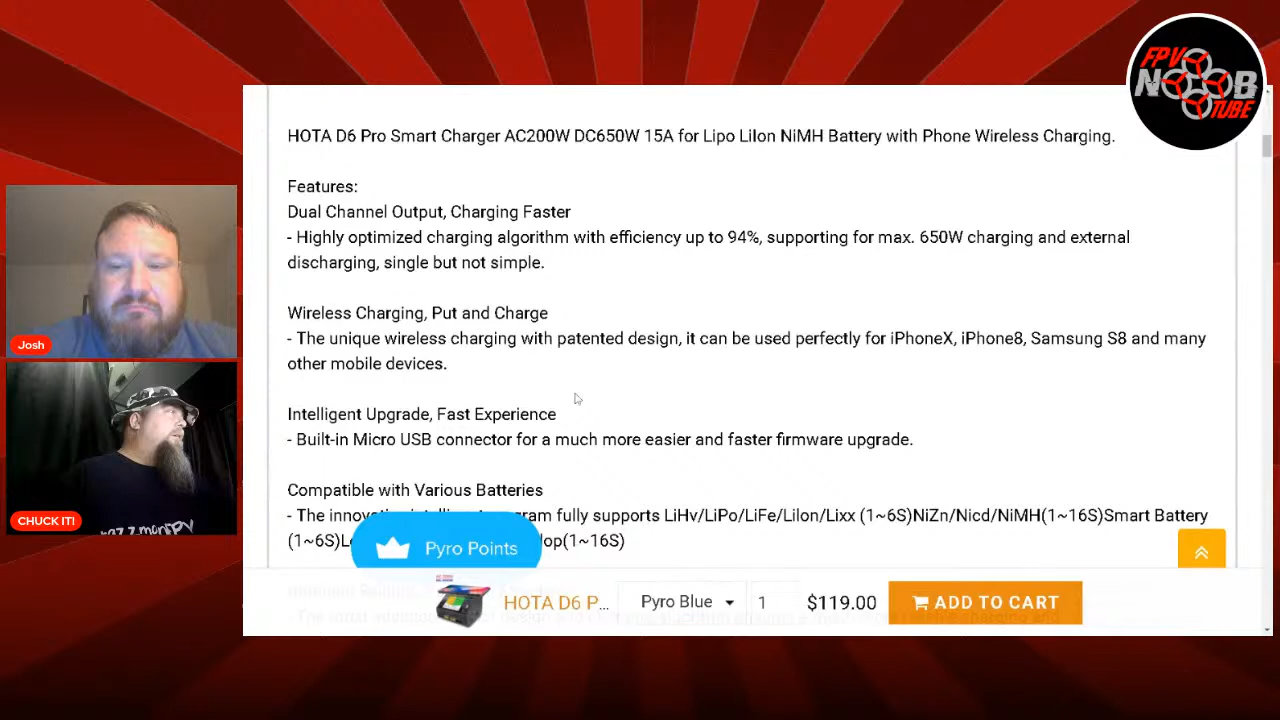 FPV
NOOB
TUBE
HOTA D6 Pro Smart Charger AC200W DC650W 15A for Lipo LiIon NiMH Battery with Phone Wireless Charging.
Features:
Dual Channel Output, Charging Faster
- Highly optimized charging algorithm with efficiency up to 94%, supporting for max. 650W charging and external
discharging, single but not simple.
Wireless Charging, Put and Charge
- The unique wireless charging with patented design, it can be used perfectly for iPhoneX, iPhone8, Samsung S8 and many
other mobile devices.
Intelligent Upgrade, Fast Experience
- Built-in Micro USB connector for a much more easier and faster firmware upgrade.
Compatible with Various Batteries
- The fully supports LiHv/LiPo/LiFe/LiIon/Lixx (1~6S)NiZn/Nicd/NiMH(1~16S)Smart Battery
(1~6S) (1~16S)
Pyro Points
HOTA D6 P... Pyro Blue 1 $119.00 ADD TO CART
Josh
CHUCK IT!